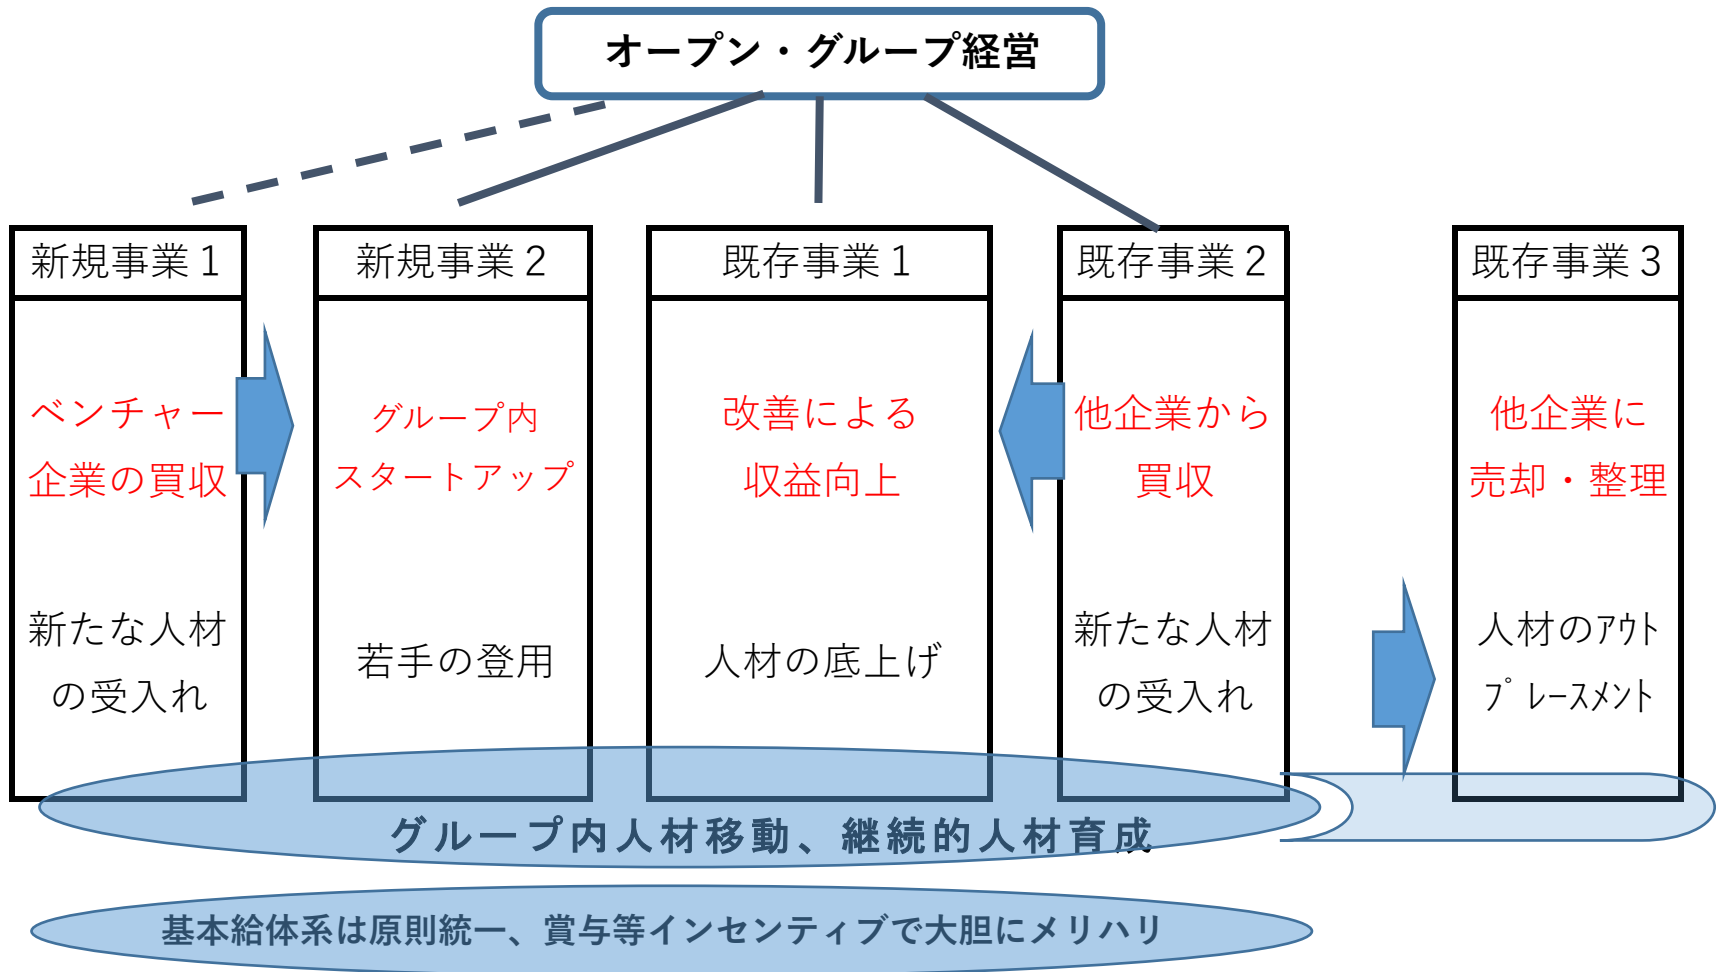 オープン・グループ経営
新規事業１
新規事業２
既存事業１
既存事業２
既存事業３
ベンチャー
企業の買収
グループ内
スタートアップ
改善による
収益向上
他企業から
買収
他企業に
売却・整理
新たな人材
の受入れ
若手の登用
人材の底上げ
新たな人材
の受入れ
人材のｱｳﾄ
ﾌﾟﾚｰｽﾒﾝﾄ
グループ内人材移動、継続的人材育成
基本給体系は原則統一、賞与等インセンティブで大胆にメリハリ